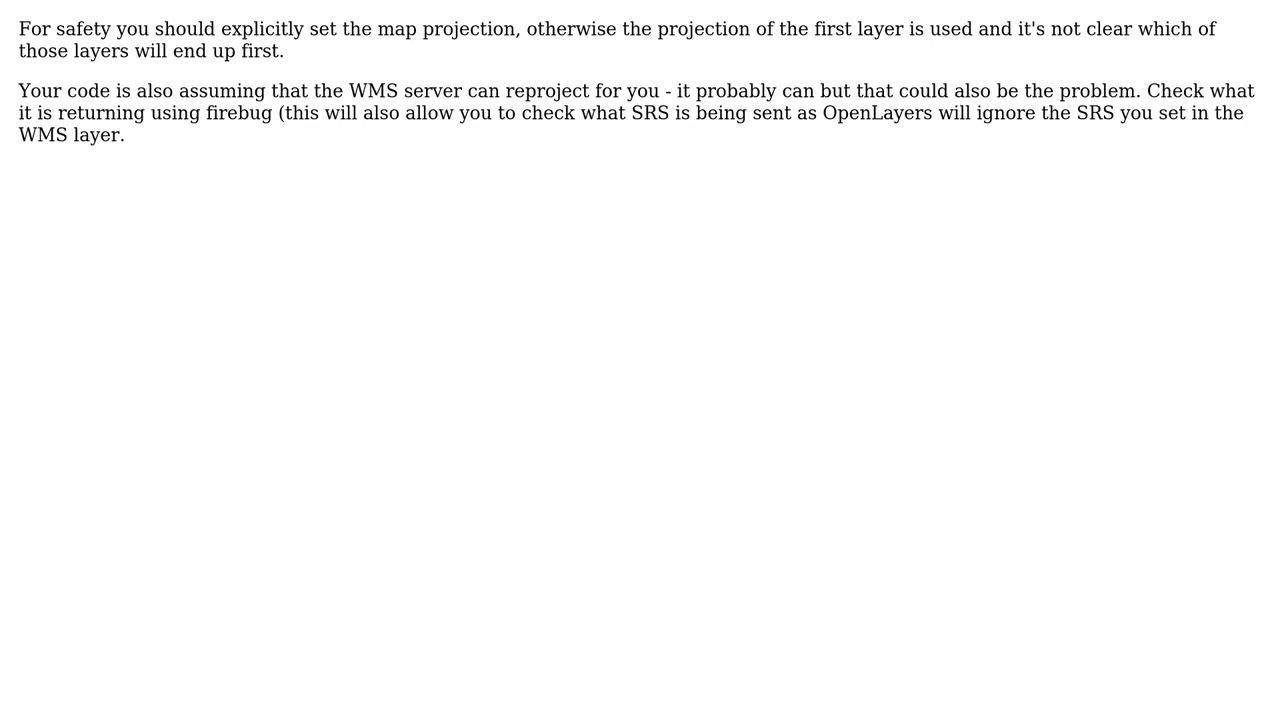 For safety you should explicitly set the map projection, otherwise the projection of the first layer is used and it's not clear which of
those layers will end up first.
Your code is also assuming that the WMS server can reproject for you - it probably can but that could also be the problem. Check what
it is returning using firebug (this will also allow you to check what SRS is being sent as OpenLayers will ignore the SRS you set in the
WMS layer.